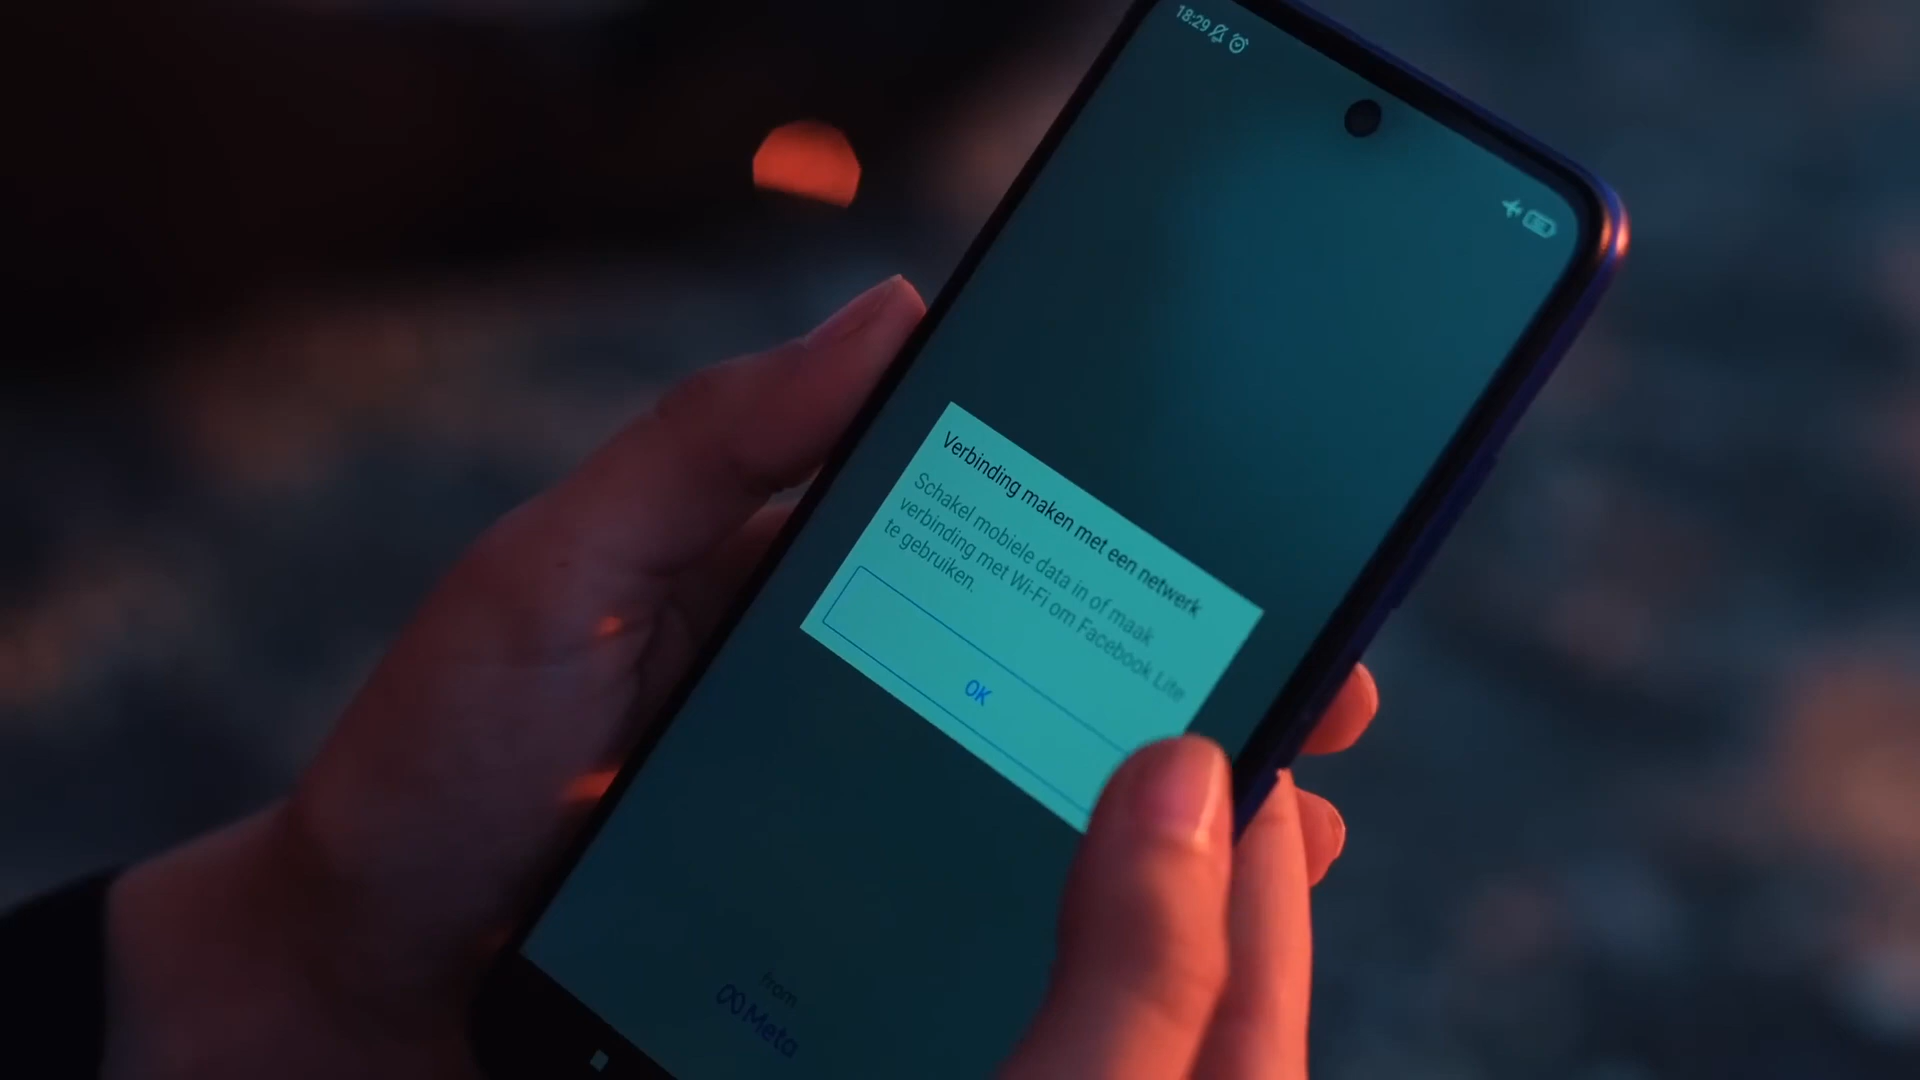 18:29
Verbinding maken met een netwerk
Schakel mobiele data in of maak
verbinding met Wi-Fi om Facebook Lite
te gebruiken.
OK
from
Meta